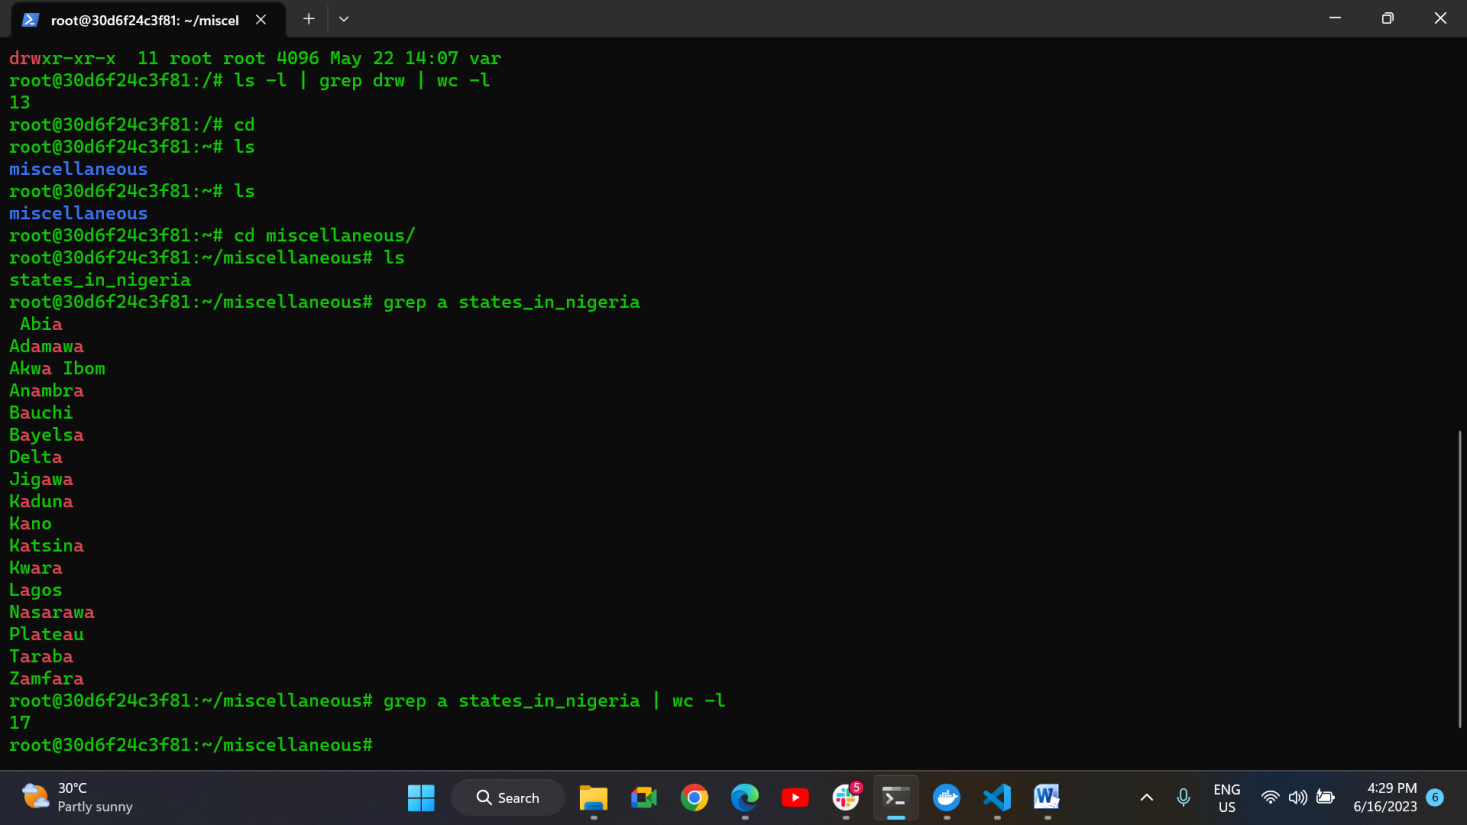 root@30d6f24c3f81: ~/miscel
drwxr-xr-x  11 root root 4096 May 22 14:07 var
root@30d6f24c3f81:/# ls -l | grep drw | wc -l
13
root@30d6f24c3f81:/# cd
root@30d6f24c3f81:~# ls
miscellaneous
root@30d6f24c3f81:~# ls
miscellaneous
root@30d6f24c3f81:~# cd miscellaneous/
root@30d6f24c3f81:~/miscellaneous# ls
states_in_nigeria
root@30d6f24c3f81:~/miscellaneous# grep a states_in_nigeria
 Abia
Adamawa
Akwa Ibom
Anambra
Bauchi
Bayelsa
Delta
Jigawa
Kaduna
Kano
Katsina
Kwara
Lagos
Nasarawa
Plateau
Taraba
Zamfara
root@30d6f24c3f81:~/miscellaneous# grep a states_in_nigeria | wc -l
17
root@30d6f24c3f81:~/miscellaneous#
30°C
Partly sunny
Search
5
W
ENG
US
4:29 PM
6/16/2023
6